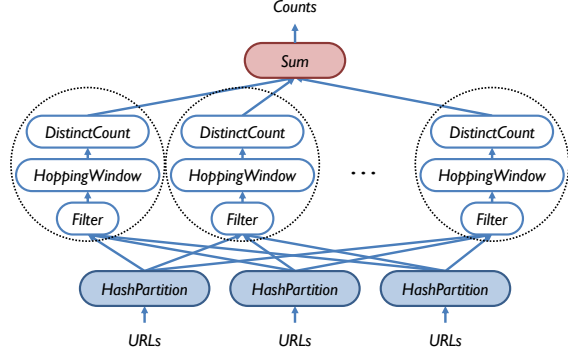 Counts
Sum
DistinctCount DistinctCount DistinctCount
HoppingWindow HoppingWindow ... HoppingWindow
Filter Filter Filter
HashPartition HashPartition HashPartition
URLs URLs URLs